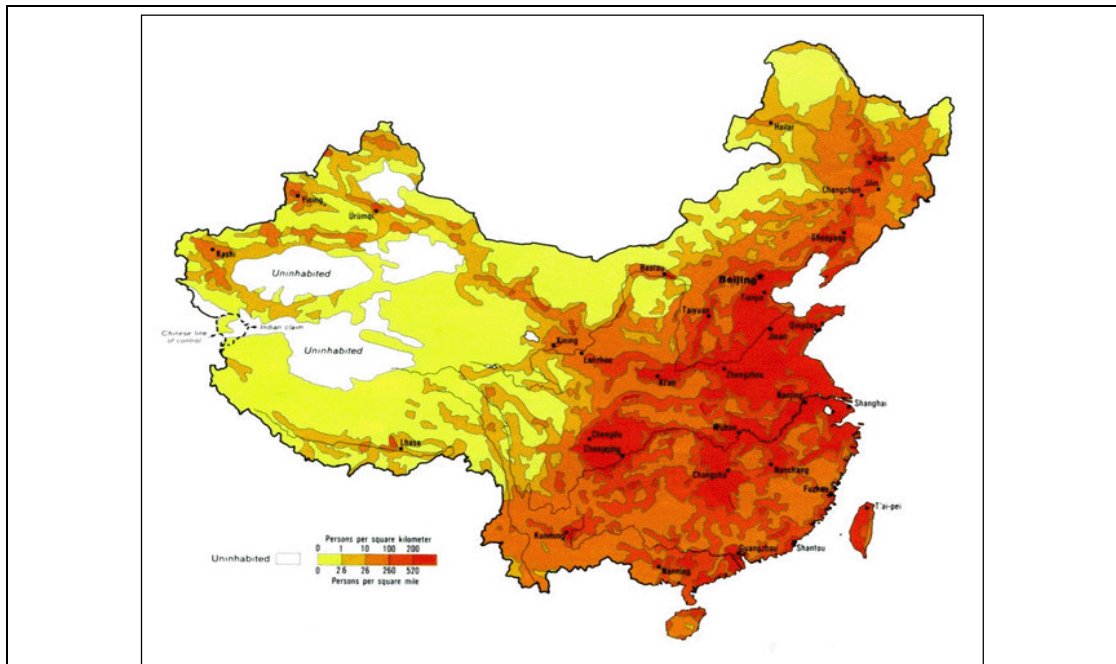 Hailar
Harbin
Changchun
Jilin
Yining
Ürümqi
Shenyang
Kashi
Uninhabited
Baotou
Beijing
Tianjin
Chinese line
of control
Indian claim
Taiyuan
Qingdao
Jinan
Uninhabited
Xining
Lanzhou
Xi'an
Zhengzhou
Nanjing
Shanghai
Lhasa
Chengdu
Wuhan
Chongqing
Changsha
Nanchang
Fuzhou
T'ai-pei
Kunming
Guangzhou
Shantou
Nanning
Persons per square kilometer
0 1 10 100 200
Uninhabited
0 2.6 26 260 520
Persons per square mile